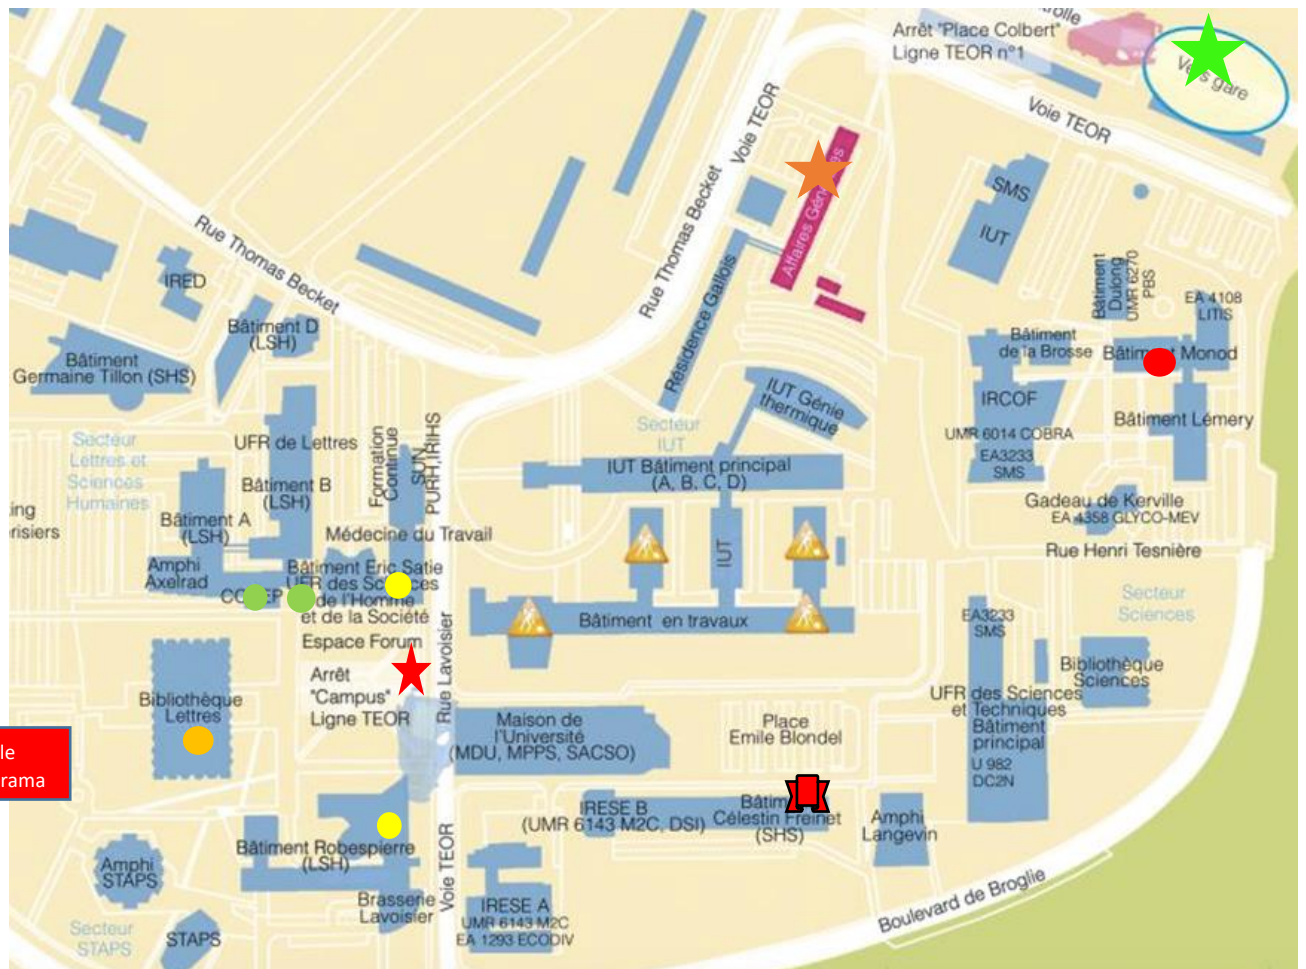 Arrêt "Place Colbert"
Ligne TEOR n°1
Vers gare
Voie TEOR
Voie TEOR
Rue Thomas Becket
Rue Thomas Becket
SMS
IUT
IRED
Résidence Gallois
Bâtiment
Dulong
UMR 6270
PBS
EA 4108
LITIS
Bâtiment D
(LSH)
Bâtiment
Germaine Tillon (SHS)
Bâtiment
de la Brosse
Bâtiment Monod
IRCOF
Bâtiment Lémery
IUT Génie
thermique
Secteur
IUT
UMR 6014 COBRA
EA3233
SMS
Secteur
Lettres et
Sciences
Humaines
UFR de Lettres
Formation
Continue
SUN
PURH,IRIHS
IUT Bâtiment principal
(A, B, C, D)
Bâtiment B
(LSH)
Gadeau de Kerville
EA 4358 GLYCO-MEV
Bâtiment A
(LSH)
Médecine du Travail
IUT
Rue Henri Tesnière
Amphi
Axelrad
Bâtiment Eric Satie
UFR des Sciences
de l'Homme
et de la Société
Secteur
Sciences
EA3233
SMS
Bâtiment en travaux
Espace Forum
Rue Lavoisier
Arrêt
"Campus"
Ligne TEOR
Bibliothèque
Sciences
Bibliothèque
Lettres
UFR des Sciences
et Techniques
Bâtiment
principal
U 982
DC2N
Maison de
l'Université
(MDU, MPPS, SACSO)
Place
Emile Blondel
le
rama
IRESE B
(UMR 6143 M2C, DSI)
Célestin Freinet
(SHS)
Amphi
Langevin
Bâtiment Robespierre
(LSH)
Voie TEOR
Amphi
STAPS
Brasserie
Lavoisier
IRESE A
UMR 6143 M2C
EA 1293 ECODIV
Boulevard de Broglie
Secteur
STAPS
STAPS